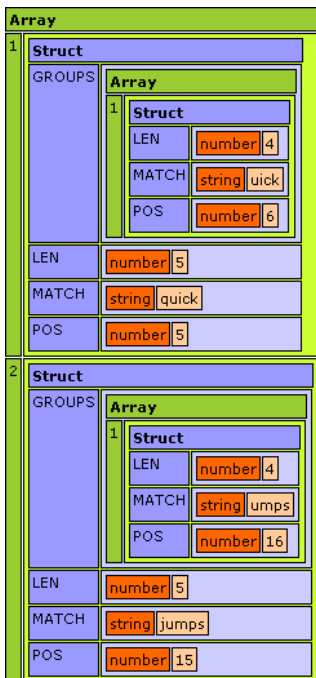 Array
1 Struct
GROUPS Array
1 Struct
LEN number 4
MATCH string uick
POS number 6
LEN number 5
MATCH string quick
POS number 5
2 Struct
GROUPS Array
1 Struct
LEN number 4
MATCH string umps
POS number 16
LEN number 5
MATCH string jumps
POS number 15